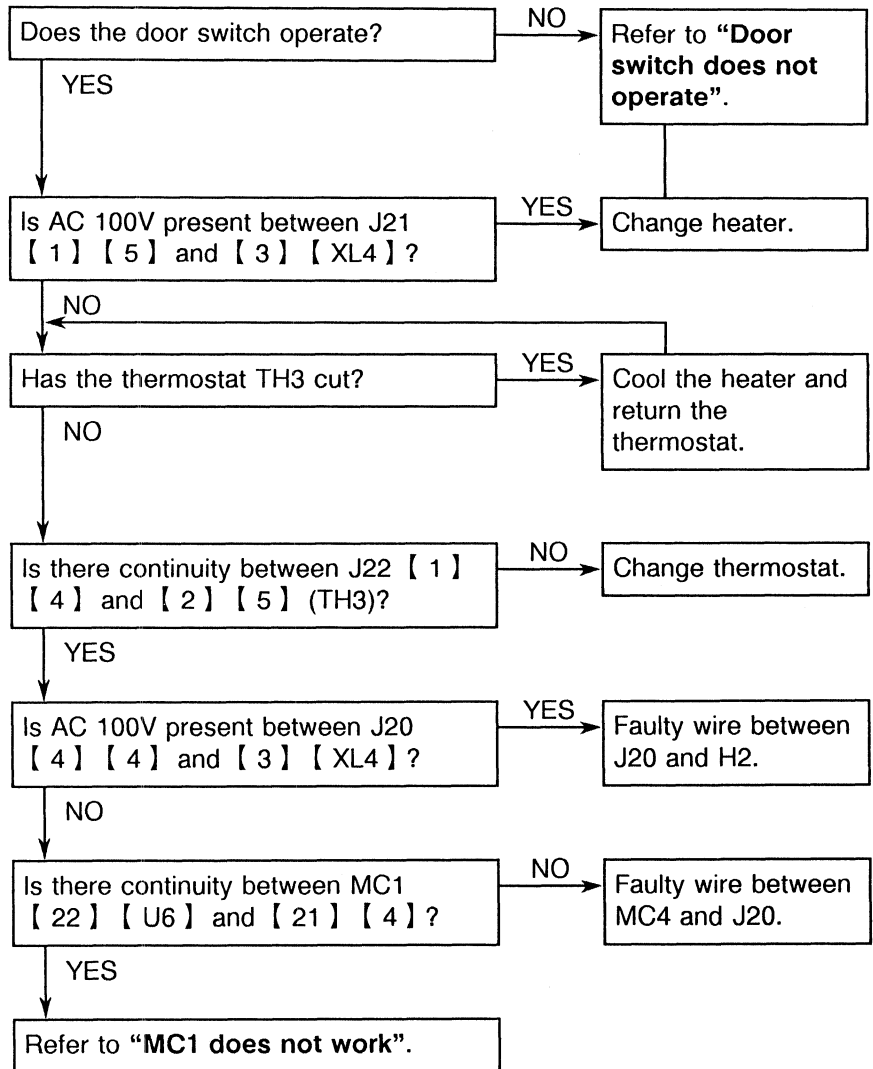 Does the door switch operate?
NO
Refer to “Door
switch does not
operate”.
YES
Is AC 100V present between J21
【 1 】 【 5 】 and 【 3 】 【 XL4 】?
YES
Change heater.
NO
Has the thermostat TH3 cut?
YES
Cool the heater and
return the
thermostat.
NO
Is there continuity between J22 【 1 】
【 4 】 and 【 2 】 【 5 】 (TH3)?
NO
Change thermostat.
YES
Is AC 100V present between J20
【 4 】 【 4 】 and 【 3 】 【 XL4 】?
YES
Faulty wire between
J20 and H2.
NO
Is there continuity between MC1
【 22 】 【 U6 】 and 【 21 】 【 4 】?
NO
Faulty wire between
MC4 and J20.
YES
Refer to “MC1 does not work”.